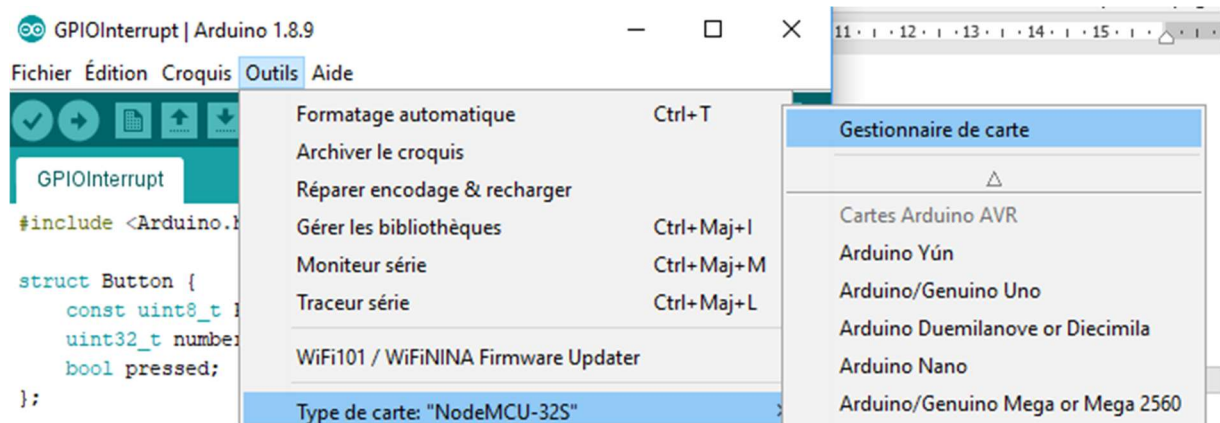 GPIOInterrupt | Arduino 1.8.9
11 · ı · 12 · ı · 13 · ı · 14 · ı · 15 · ı
Fichier Édition Croquis Outils Aide
GPIOInterrupt
#include <Arduino.
struct Button {
const uint8_t
uint32_t number
bool pressed;
};
Formatage automatique Ctrl+T
Archiver le croquis
Réparer encodage & recharger
Gérer les bibliothèques Ctrl+Maj+I
Moniteur série Ctrl+Maj+M
Traceur série Ctrl+Maj+L
WiFi101 / WiFiNINA Firmware Updater
Type de carte: "NodeMCU-32S"
Gestionnaire de carte
Cartes Arduino AVR
Arduino Yún
Arduino/Genuino Uno
Arduino Duemilanove or Diecimila
Arduino Nano
Arduino/Genuino Mega or Mega 2560